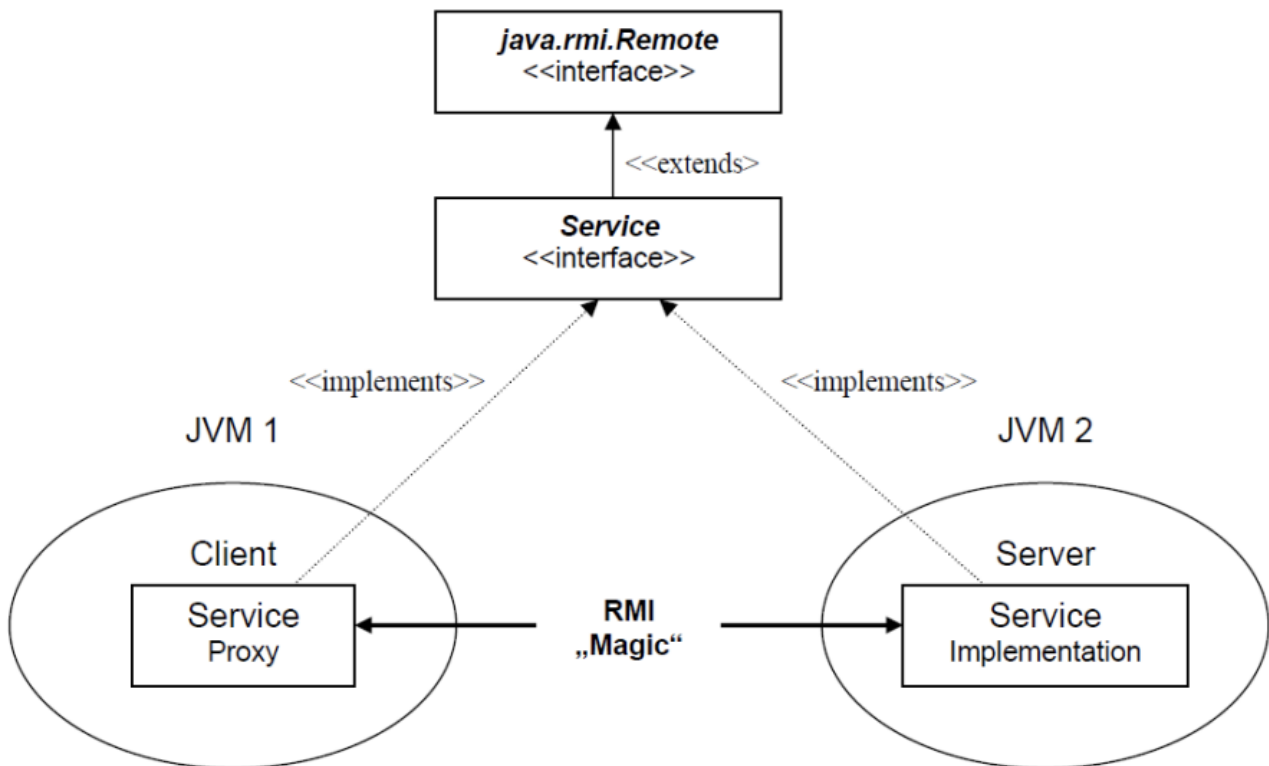 java.rmi.Remote
<<interface>>
<<extends>
Service
<<interface>>
<<implements>>
<<implements>>
JVM 1
JVM 2
Client
Server
Service
Proxy
RMI
„Magic“
Service
Implementation